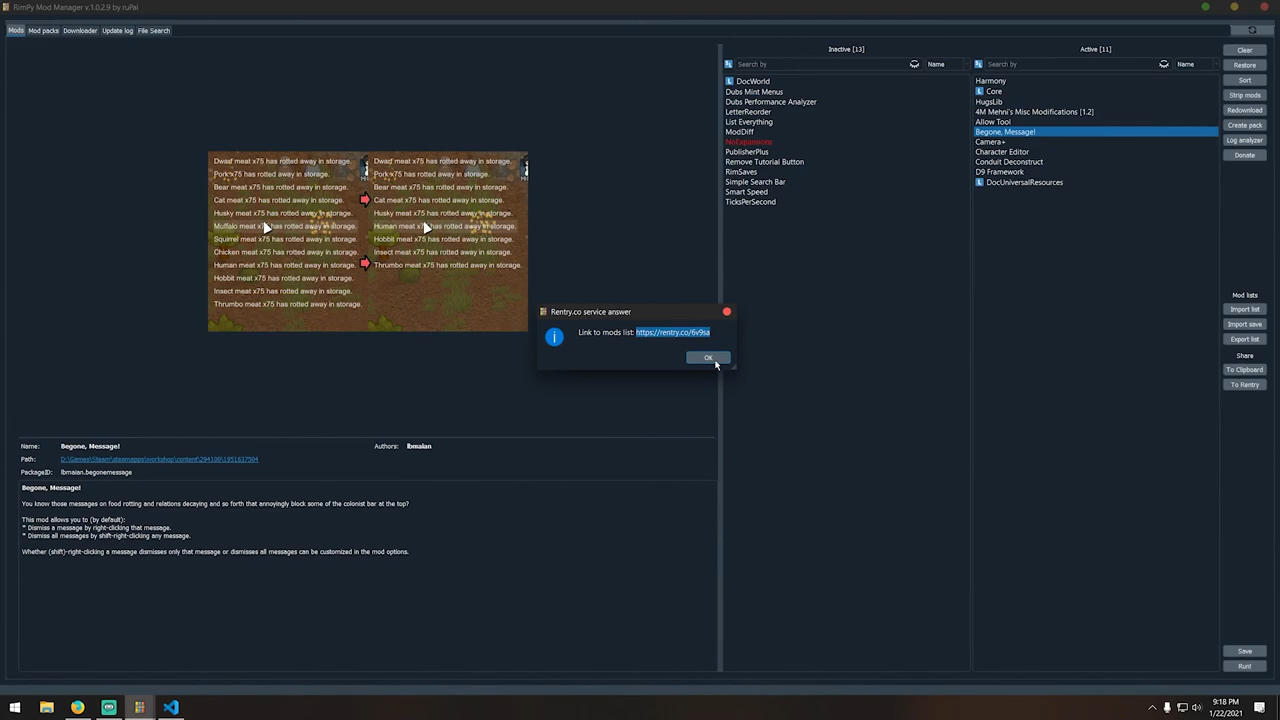 RimPy Mod Manager v.1.0.2.9 by ruPal
Mods
Mod packs
Downloader
Update log
File Search
Inactive [13]
Active [11]
Search by
Name
Search by
Name
DocWorld
Dubs Mint Menus
Dubs Performance Analyzer
LetterReorder
List Everything
ModDiff
NoExpansions
PublisherPlus
Remove Tutorial Button
RimSaves
Simple Search Bar
Smart Speed
TicksPerSecond
Harmony
Core
HugsLib
4M Mehni's Misc Modifications [1.2]
Allow Tool
Begone, Message!
Camera+
Character Editor
Conduit Deconstruct
D9 Framework
DocUniversalResources
Clear
Restore
Sort
Strip mods
Redownload
Create pack
Log analyzer
Donate
Mod lists
Import list
Import save
Export list
Share
To Clipboard
To Rentry
Save
Run!
Dwarf meat x75 has rotted away in storage.
Pork x75 has rotted away in storage.
Bear meat x75 has rotted away in storage.
Cat meat x75 has rotted away in storage.
Husky meat x75 has rotted away in storage.
Muffalo meat x75 has rotted away in storage.
Squirrel meat x75 has rotted away in storage.
Chicken meat x75 has rotted away in storage.
Human meat x75 has rotted away in storage.
Hobbit meat x75 has rotted away in storage.
Insect meat x75 has rotted away in storage.
Thrumbo meat x75 has rotted away in storage.
Dwarf meat x75 has rotted away in storage.
Pork x75 has rotted away in storage.
Bear meat x75 has rotted away in storage.
Cat meat x75 has rotted away in storage.
Husky meat x75 has rotted away in storage.
Human meat x75 has rotted away in storage.
Hobbit meat x75 has rotted away in storage.
Insect meat x75 has rotted away in storage.
Thrumbo meat x75 has rotted away in storage.
Rentry.co service answer
Link to mods list: https://rentry.co/6v9sa
OK
Name: Begone, Message! Authors: lbmaian
Path: D:\Games\Steam\steamapps\workshop\content\294100\1951637504
PackageID: lbmaian.begonemessage
Begone, Message!
You know those messages on food rotting and relations decaying and so forth that annoyingly block some of the colonist bar at the top?
This mod allows you to (by default):
* Dismiss a message by right-clicking that message.
* Dismiss all messages by shift-right-clicking any message.
Whether (shift)-right-clicking a message dismisses only that message or dismisses all messages can be customized in the mod options.
9:18 PM
1/22/2021